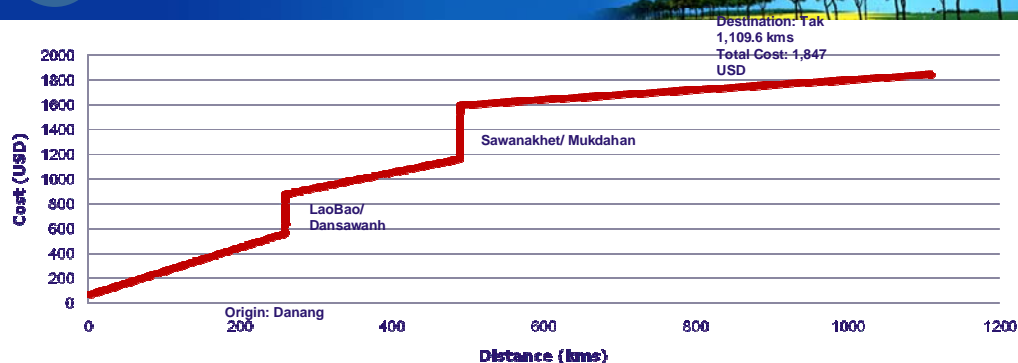 Destination: Tak
1,109.6 kms
Total Cost: 1,847
USD
2000
1800
1600
1400
1200
1000
800
600
400
200
0
Cost (USD)
Sawanakhet/ Mukdahan
LaoBao/
Dansawanh
Origin: Danang
0 200 400 600 800 1000 1200
Distance (kms)